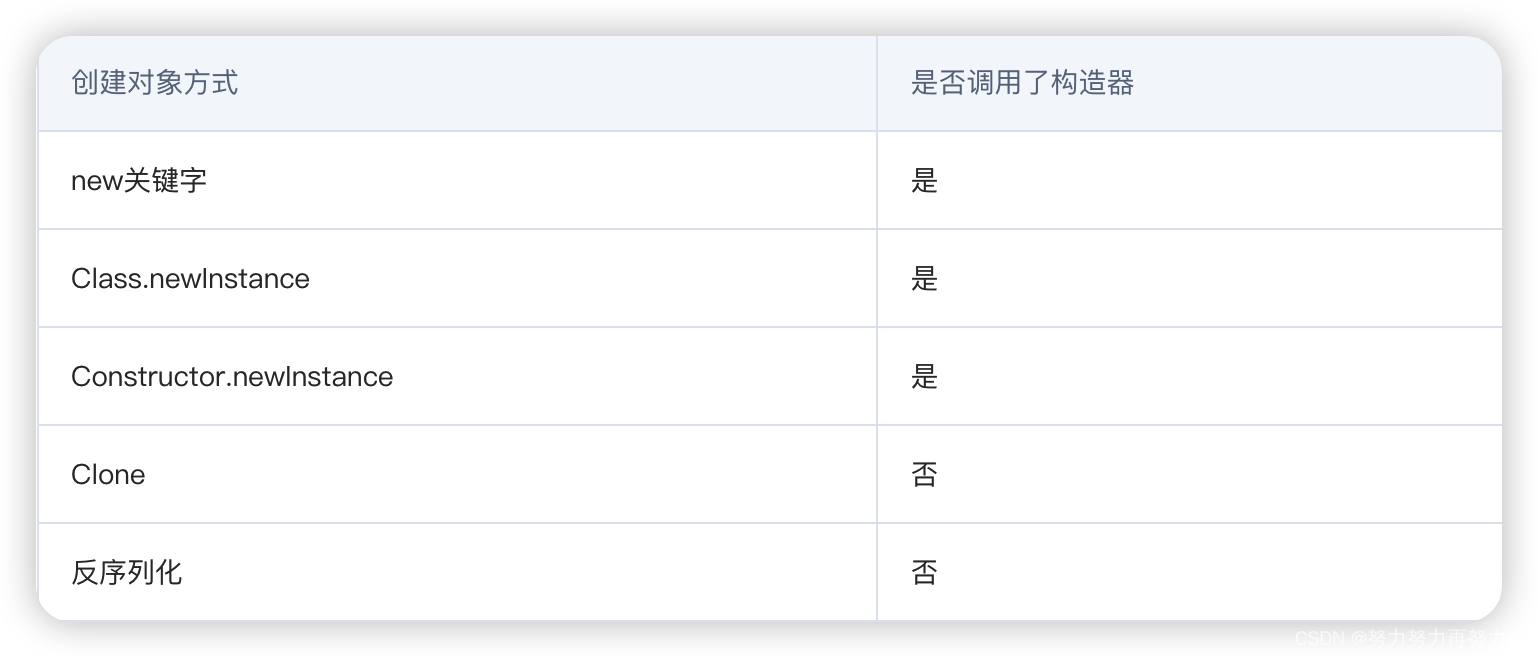 创建对象方式 是否调用了构造器
new关键字 是
Class.newInstance 是
Constructor.newInstance 是
Clone 否
反序列化 否
CSDN @努力努力再努力